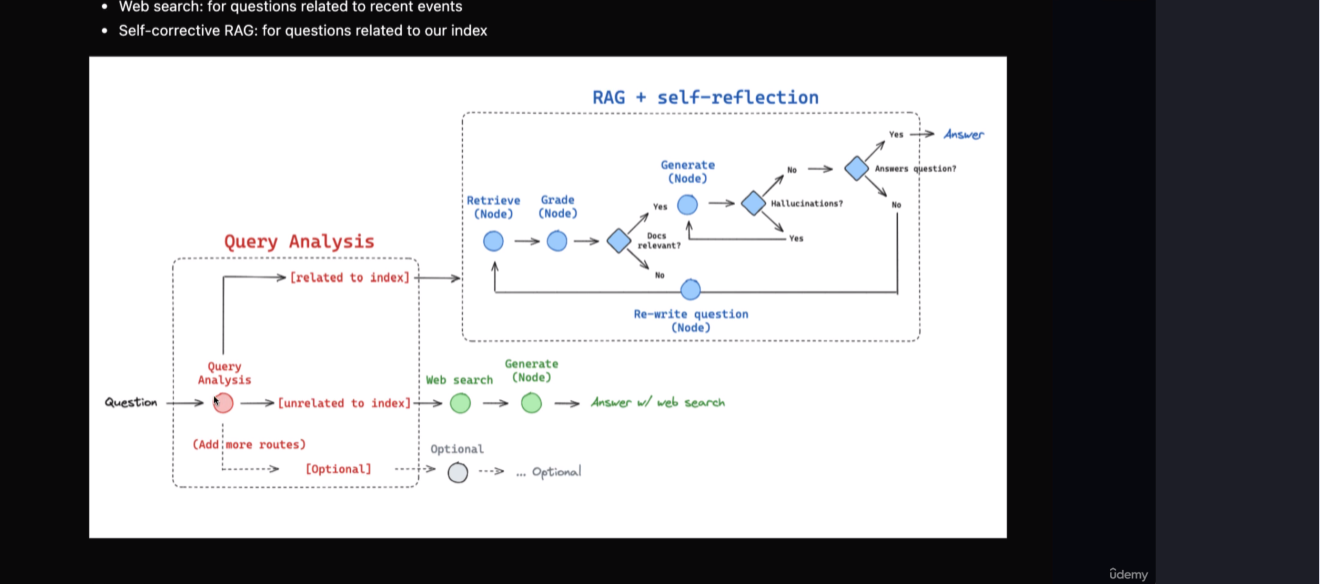 Web search: for questions related to recent events
Self-corrective RAG: for questions related to our index
RAG + self-reflection
Yes
Answer
Generate
(Node)
No
Answers question?
Retrieve
(Node)
Grade
(Node)
Yes
Hallucinations?
No
Docs
relevant?
Yes
Query Analysis
[related to index]
No
Re-write question
(Node)
Query
Analysis
Web search
Generate
(Node)
Question
[unrelated to index]
Answer w/ web search
(Add more routes)
Optional
[Optional]
... Optional
ûdemy